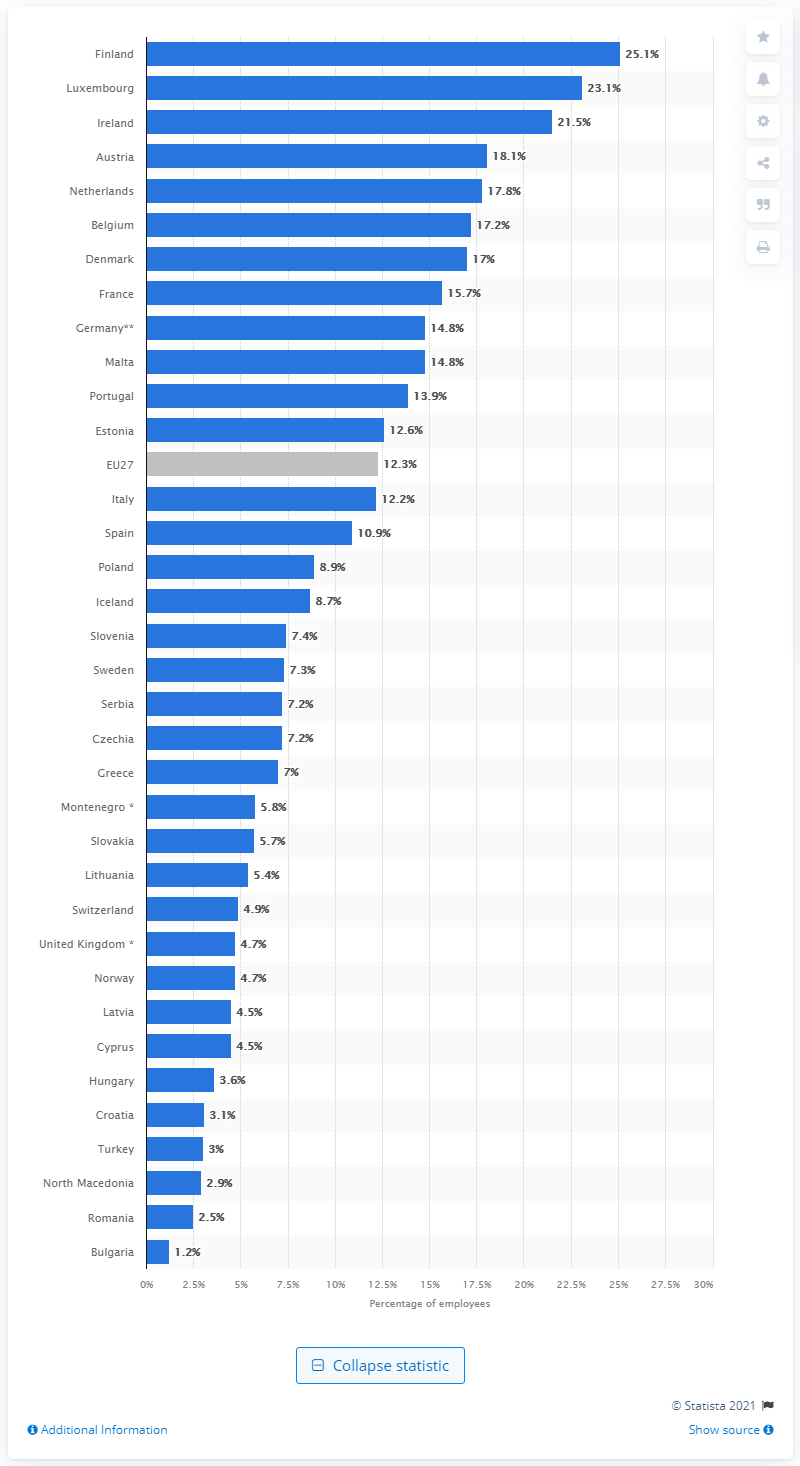 Finland 25.1%
Luxembourg 23.1%
Ireland 21.5%
Austria 18.1%
Netherlands 17.8%
Belgium 17.2%
Denmark 17%
France 15.7%
Germany** 14.8%
Malta 14.8%
Portugal 13.9%
Estonia 12.6%
EU27 12.3%
Italy 12.2%
Spain 10.9%
Poland 8.9%
Iceland 8.7%
Slovenia 7.4%
Sweden 7.3%
Serbia 7.2%
Czechia 7.2%
Greece 7%
Montenegro * 5.8%
Slovakia 5.7%
Lithuania 5.4%
Switzerland 4.9%
United Kingdom * 4.7%
Norway 4.7%
Latvia 4.5%
Cyprus 4.5%
Hungary 3.6%
Croatia 3.1%
Turkey 3%
North Macedonia 2.9%
Romania 2.5%
Bulgaria 1.2%
0% 2.5% 5% 7.5% 10% 12.5% 15% 17.5% 20% 22.5% 25% 27.5% 30%
Percentage of employees
Collapse statistic
© Statista 2021
Additional Information Show source